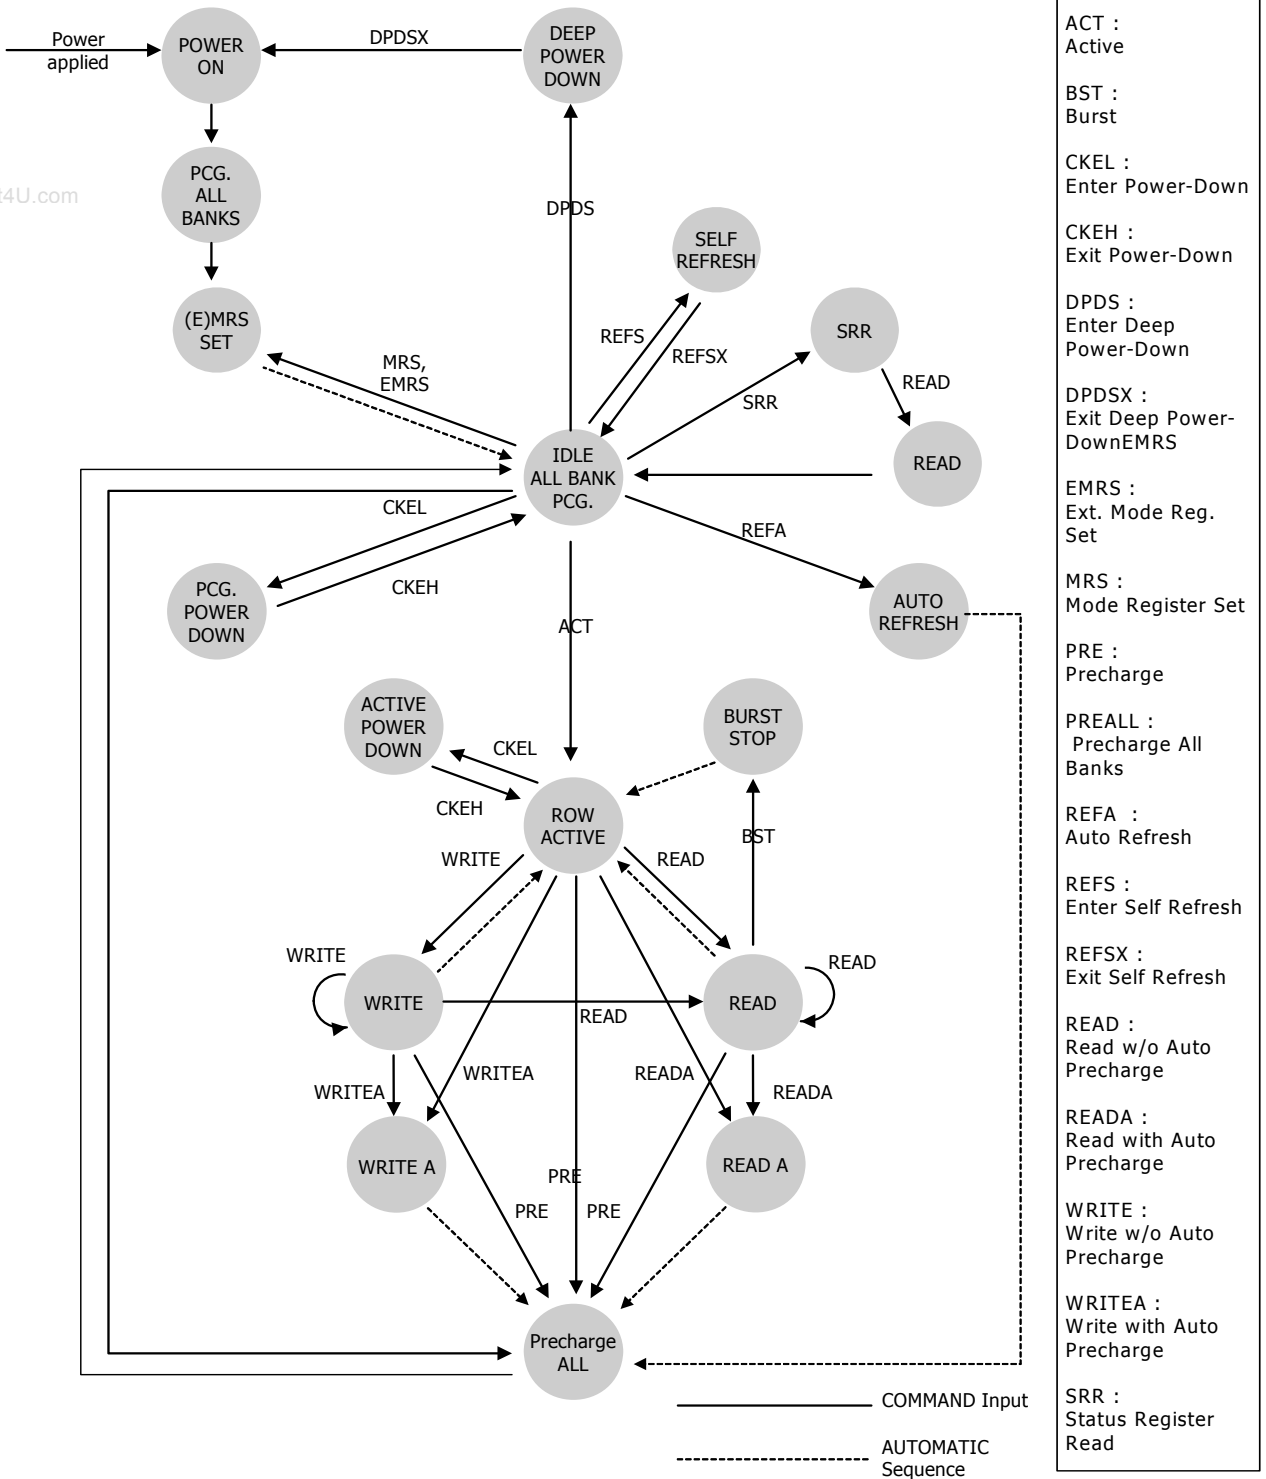 Power
applied
POWER
ON
DPDSX
DEEP
POWER
DOWN
PCG.
ALL
BANKS
t4U.com
DPDS
SELF
REFRESH
(E)MRS
SET
MRS,
EMRS
REFS
REFSX
SRR
READ
SRR
READ
IDLE
ALL BANK
PCG.
CKEL
CKEH
REFA
PCG.
POWER
DOWN
AUTO
REFRESH
ACT
ACTIVE
POWER
DOWN
CKEL
CKEH
BURST
STOP
ROW
ACTIVE
BST
WRITE
READ
WRITE
READ
WRITE
READ
READ
WRITEA
WRITEA
READA
READA
WRITE A
READ A
PRE
PRE
PRE
Precharge
ALL
COMMAND Input
AUTOMATIC
Sequence
ACT :
Active
BST :
Burst
CKEL :
Enter Power-Down
CKEH :
Exit Power-Down
DPDS :
Enter Deep
Power-Down
DPDSX :
Exit Deep Power-
DownEMRS
EMRS :
Ext. Mode Reg.
Set
MRS :
Mode Register Set
PRE :
Precharge
PREALL :
Precharge All
Banks
REFA :
Auto Refresh
REFS :
Enter Self Refresh
REFSX :
Exit Self Refresh
READ :
Read w/o Auto
Precharge
READA :
Read with Auto
Precharge
WRITE :
Write w/o Auto
Precharge
WRITEA :
Write with Auto
Precharge
SRR :
Status Register
Read